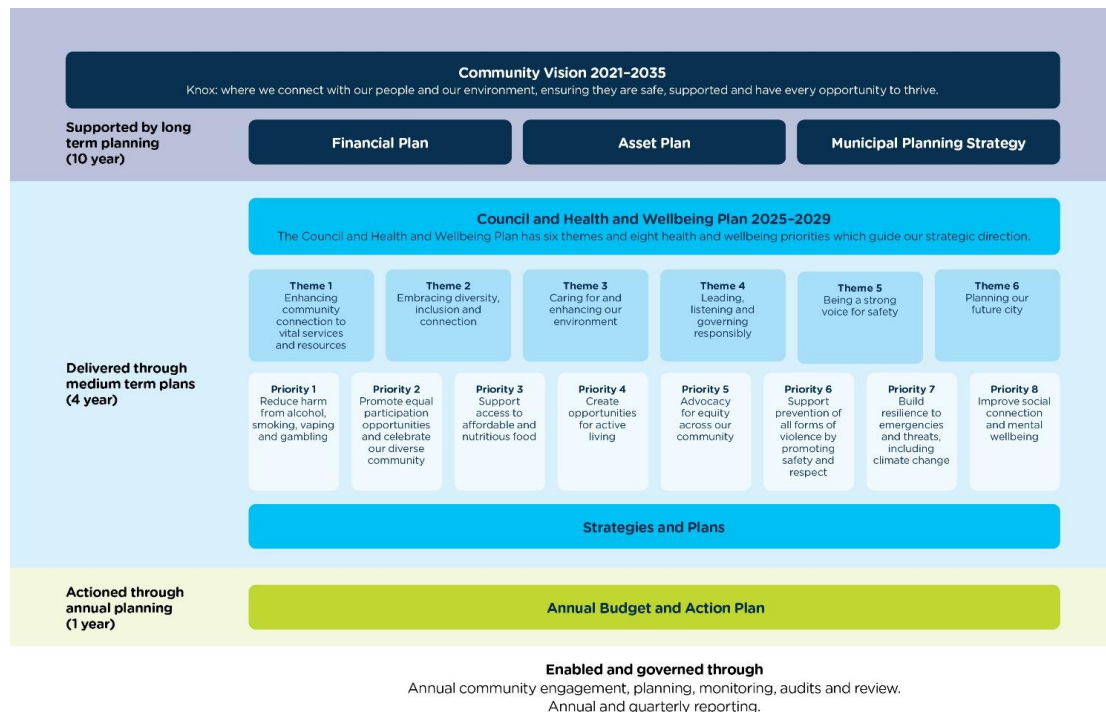 Community Vision 2021–2035
Knox: where we connect with our people and our environment, ensuring they are safe, supported and have every opportunity to thrive.
Supported by long
term planning
(10 year)
Financial Plan
Asset Plan
Municipal Planning Strategy
Council and Health and Wellbeing Plan 2025–2029
The Council and Health and Wellbeing Plan has six themes and eight health and wellbeing priorities which guide our strategic direction.
Delivered through
medium term plans
(4 year)
Theme 1
Enhancing
community
connection to
vital services
and resources
Theme 2
Embracing diversity,
inclusion and
connection
Theme 3
Caring for and
enhancing our
environment
Theme 4
Leading,
listening and
governing
responsibly
Theme 5
Being a strong
voice for safety
Theme 6
Planning our
future city
Priority 1
Reduce harm
from alcohol,
smoking, vaping
and gambling
Priority 2
Promote equal
participation
opportunities
and celebrate
our diverse
community
Priority 3
Support
access to
affordable and
nutritious food
Priority 4
Create
opportunities
for active
living
Priority 5
Advocacy
for equity
across our
community
Priority 6
Support
prevention of
all forms of
violence by
promoting
safety and
respect
Priority 7
Build
resilience to
emergencies
and threats,
including
climate change
Priority 8
Improve social
connection
and mental
wellbeing
Strategies and Plans
Actioned through
annual planning
(1 year)
Annual Budget and Action Plan
Enabled and governed through
Annual community engagement, planning, monitoring, audits and review.
Annual and quarterly reporting.